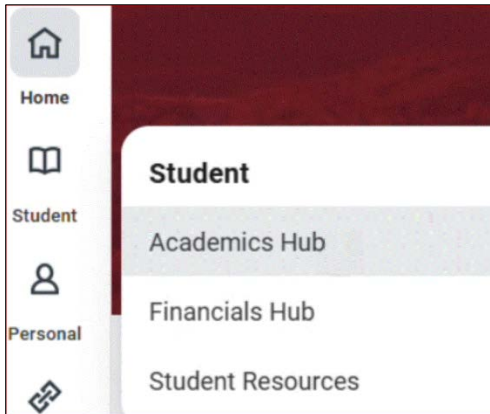 Home
Student
Personal
Student
Academics Hub
Financials Hub
Student Resources